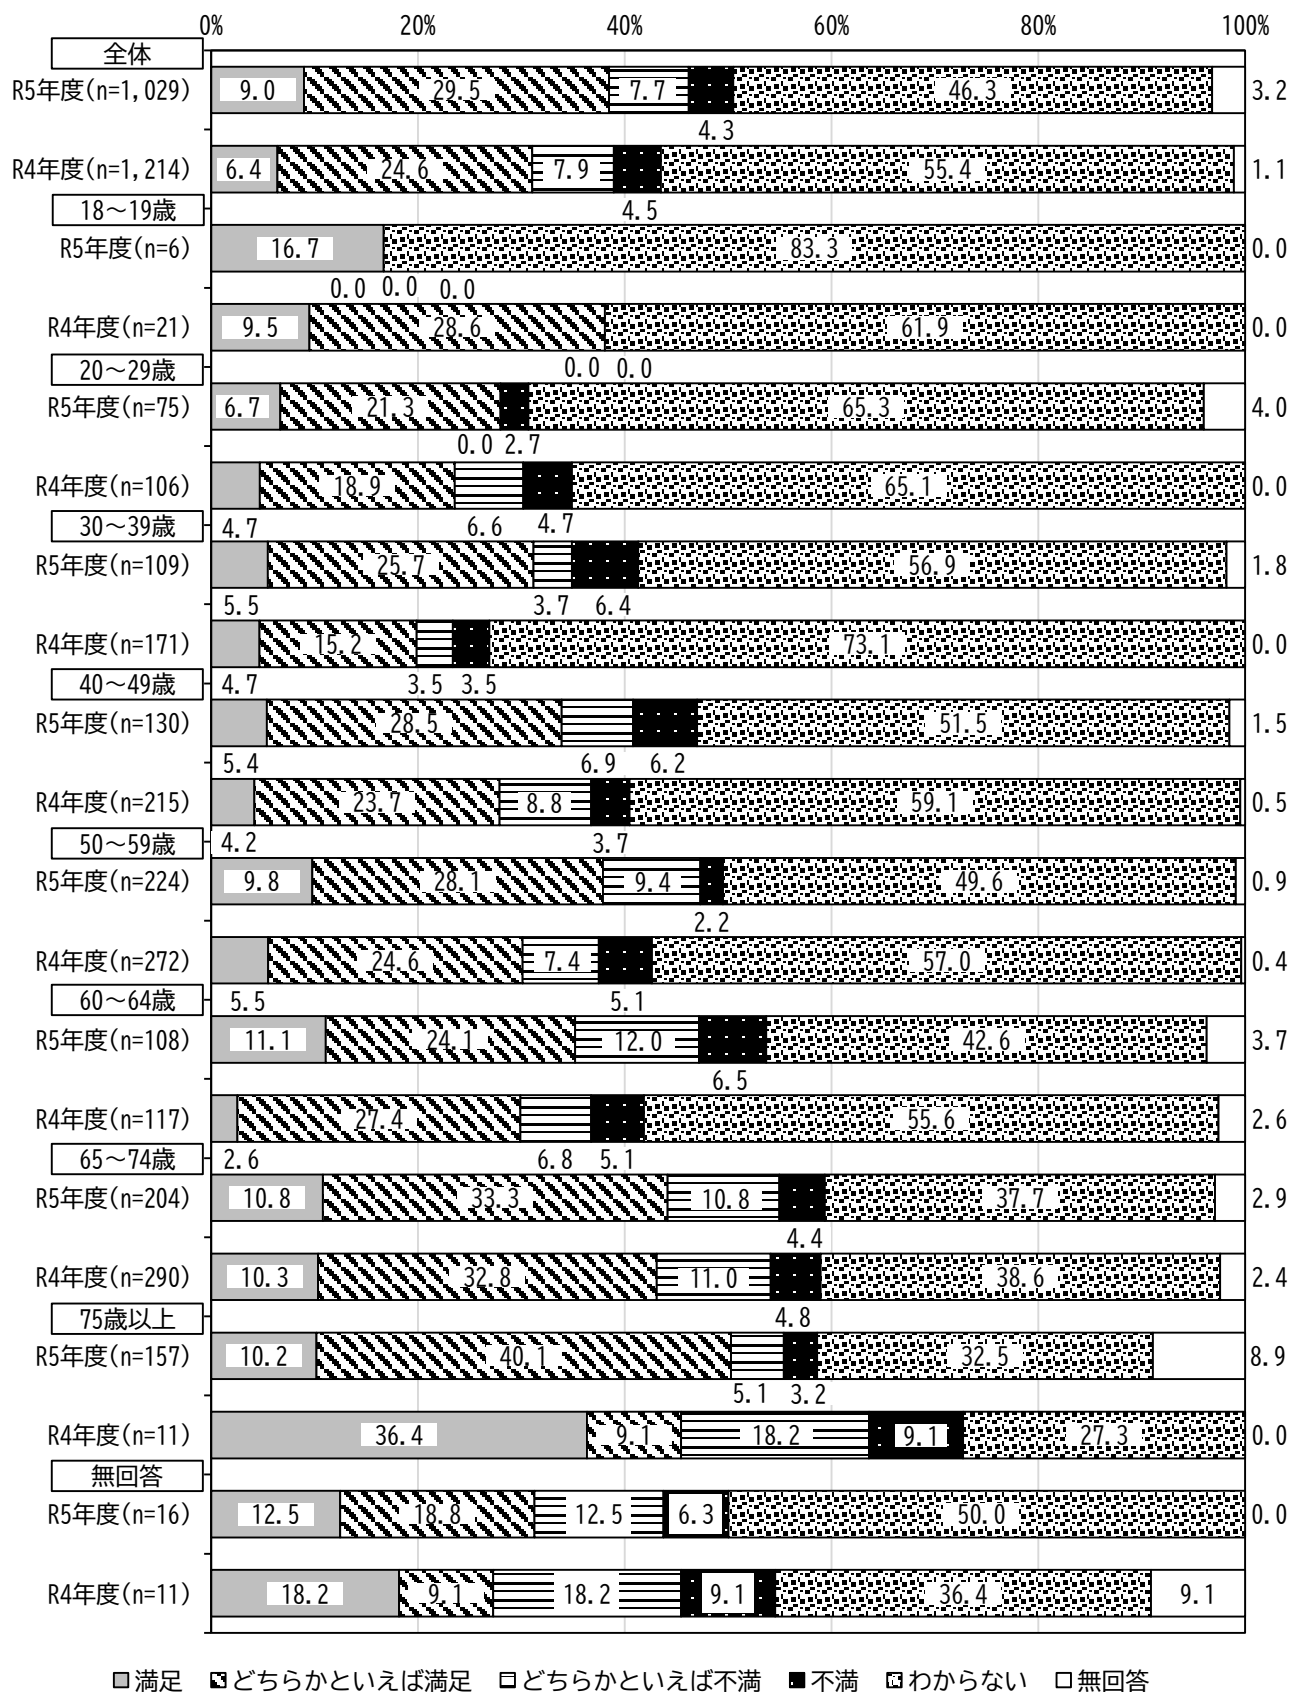 0% 20% 40% 60% 80% 100%
全体
R5年度(n=1,029) 9.0 29.5 7.7 46.3 3.2
4.3
R4年度(n=1,214) 6.4 24.6 7.9 55.4 1.1
18～19歳 4.5
R5年度(n=6) 16.7 83.3 0.0
0.0 0.0 0.0
R4年度(n=21) 9.5 28.6 61.9 0.0
20～29歳 0.0 0.0
R5年度(n=75) 6.7 21.3 65.3 4.0
0.0 2.7
R4年度(n=106) 18.9 65.1 0.0
30～39歳 4.7 6.6 4.7
R5年度(n=109) 25.7 56.9 1.8
5.5 3.7 6.4
R4年度(n=171) 15.2 73.1 0.0
40～49歳 4.7 3.5 3.5
R5年度(n=130) 28.5 51.5 1.5
5.4 6.9 6.2
R4年度(n=215) 23.7 8.8 59.1 0.5
50～59歳 4.2 3.7
R5年度(n=224) 9.8 28.1 9.4 49.6 0.9
2.2
R4年度(n=272) 24.6 7.4 57.0 0.4
60～64歳 5.5 5.1
R5年度(n=108) 11.1 24.1 12.0 42.6 3.7
6.5
R4年度(n=117) 27.4 55.6 2.6
65～74歳 2.6 6.8 5.1
R5年度(n=204) 10.8 33.3 10.8 37.7 2.9
4.4
R4年度(n=290) 10.3 32.8 11.0 38.6 2.4
75歳以上 4.8
R5年度(n=157) 10.2 40.1 32.5 8.9
5.1 3.2
R4年度(n=11) 36.4 9.1 18.2 9.1 27.3 0.0
無回答
R5年度(n=16) 12.5 18.8 12.5 6.3 50.0 0.0
R4年度(n=11) 18.2 9.1 18.2 9.1 36.4 9.1
満足 どちらかといえば満足 どちらかといえば不満 不満 わからない 無回答